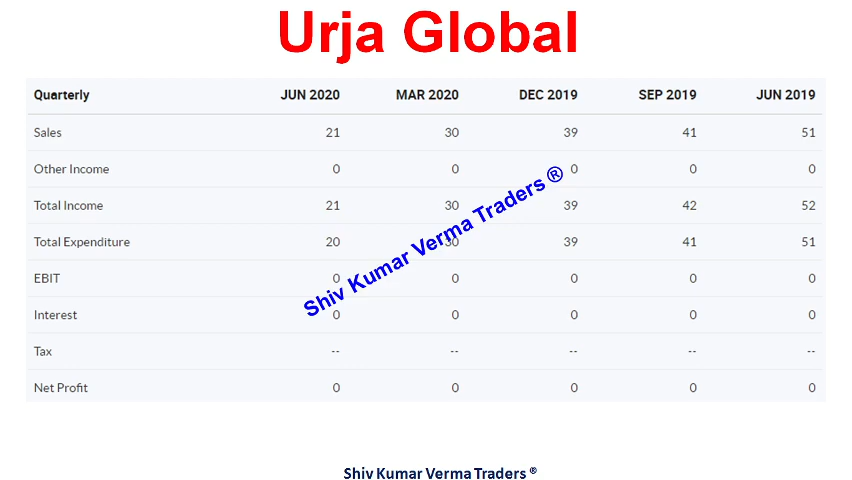 Urja Global
Quarterly JUN 2020 MAR 2020 DEC 2019 SEP 2019 JUN 2019
Sales 21 30 39 41 51
Other Income 0 0 0 0 0
Total Income 21 30 39 42 52
Total Expenditure 20 30 39 41 51
EBIT 0 0 0 0 0
Interest 0 0 0 0 0
Tax -- -- -- -- --
Net Profit 0 0 0 0 0
Shiv Kumar Verma Traders ®
Shiv Kumar Verma Traders ®